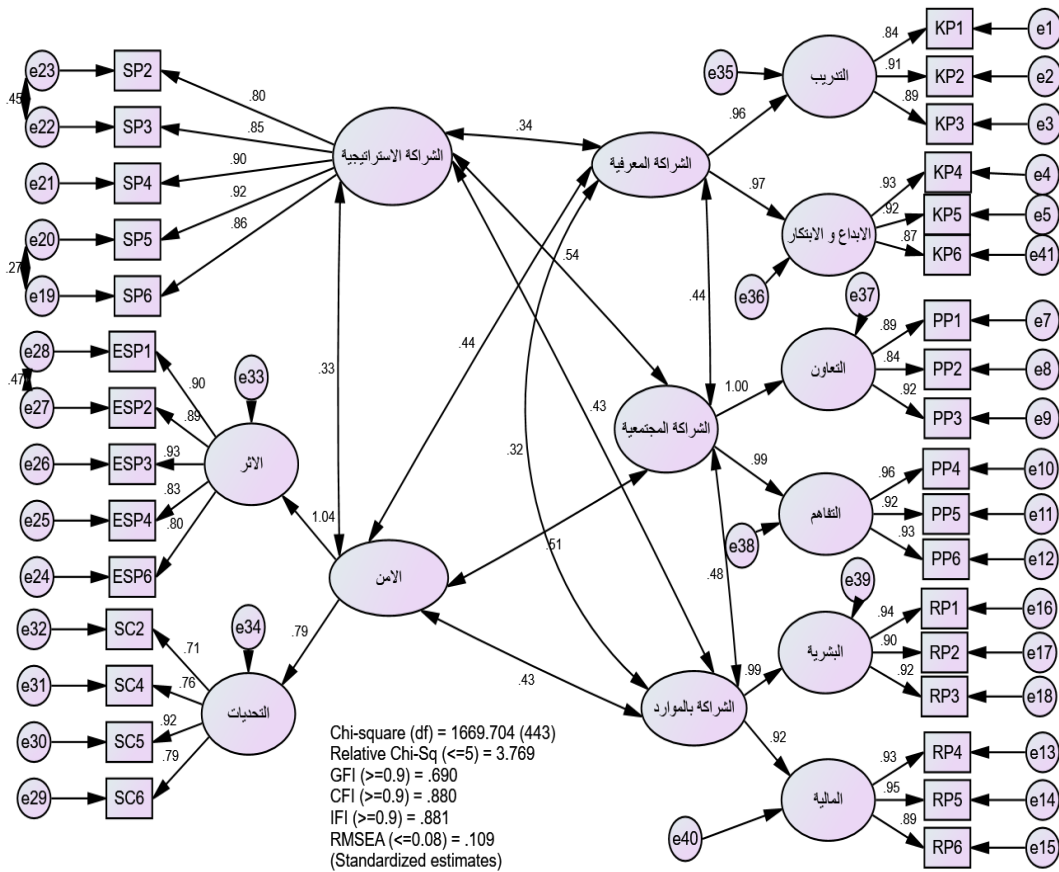 e23
SP2
.80
.45
e22
SP3
.85
e21
SP4
.90
e20
SP5
.92
.27
e19
SP6
.86
الشراكة الاستراتيجية
.34
الشراكة المعرفية
e35
.96
التدريب
.84
KP1
e1
.91
KP2
e2
.89
KP3
e3
.97
الابداع و الابتكار
e36
.93
KP4
e4
.92
KP5
e5
.87
KP6
e41
.54
.44
.44
.33
.43
.32
e28
ESP1
.90
.47
e27
ESP2
.89
e26
ESP3
.93
e25
ESP4
.83
e24
ESP6
.80
e33
الاثر
1.04
الامن
.79
e34
التحديات
e32
SC2
.71
e31
SC4
.76
e30
SC5
.92
e29
SC6
.79
الشراكة المجتمعية
1.00
e37
التعاون
.89
PP1
e7
.84
PP2
e8
.92
PP3
e9
.99
e38
التفاهم
.96
PP4
e10
.92
PP5
e11
.93
PP6
e12
.51
.48
.43
الشراكة بالموارد
.99
e39
البشرية
.94
RP1
e16
.90
RP2
e17
.92
RP3
e18
.92
e40
المالية
.93
RP4
e13
.95
RP5
e14
.89
RP6
e15
Chi-square (df) = 1669.704 (443)
Relative Chi-Sq (<=5) = 3.769
GFI (>=0.9) = .690
CFI (>=0.9) = .880
IFI (>=0.9) = .881
RMSEA (<=0.08) = .109
(Standardized estimates)